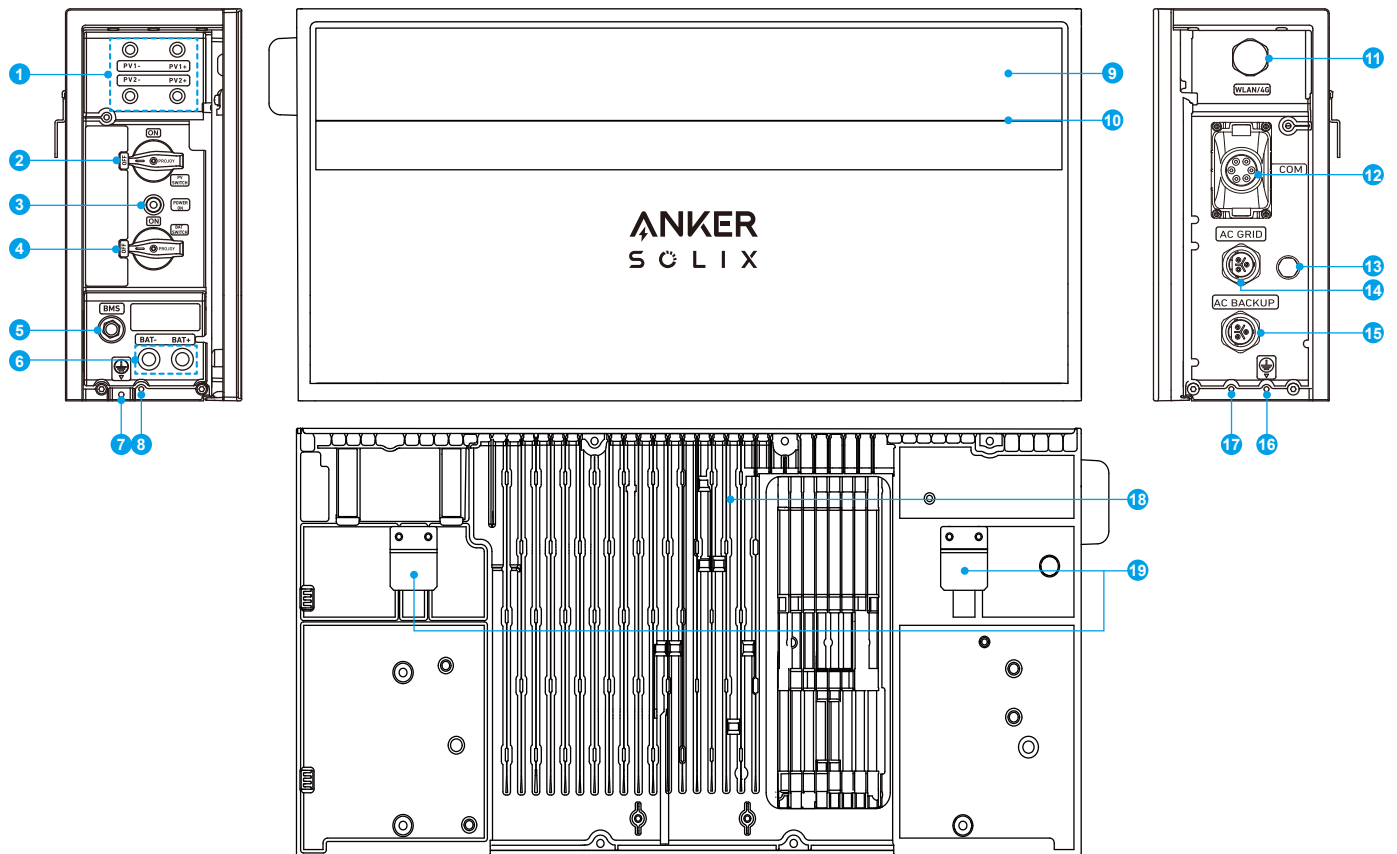 1
PV1- PV1+
PV2- PV2+
ON
2
OFF
PROJOY
PV
SWITCH
3
POWER
ON
ON
BAT
SWITCH
4
OFF
PROJOY
BMS
5
BAT- BAT+
6
7 8
9
10
ANKER
SOLIX
11
WLAN/4G
12
COM
AC GRID
13
14
AC BACKUP
15
17 16
18
19